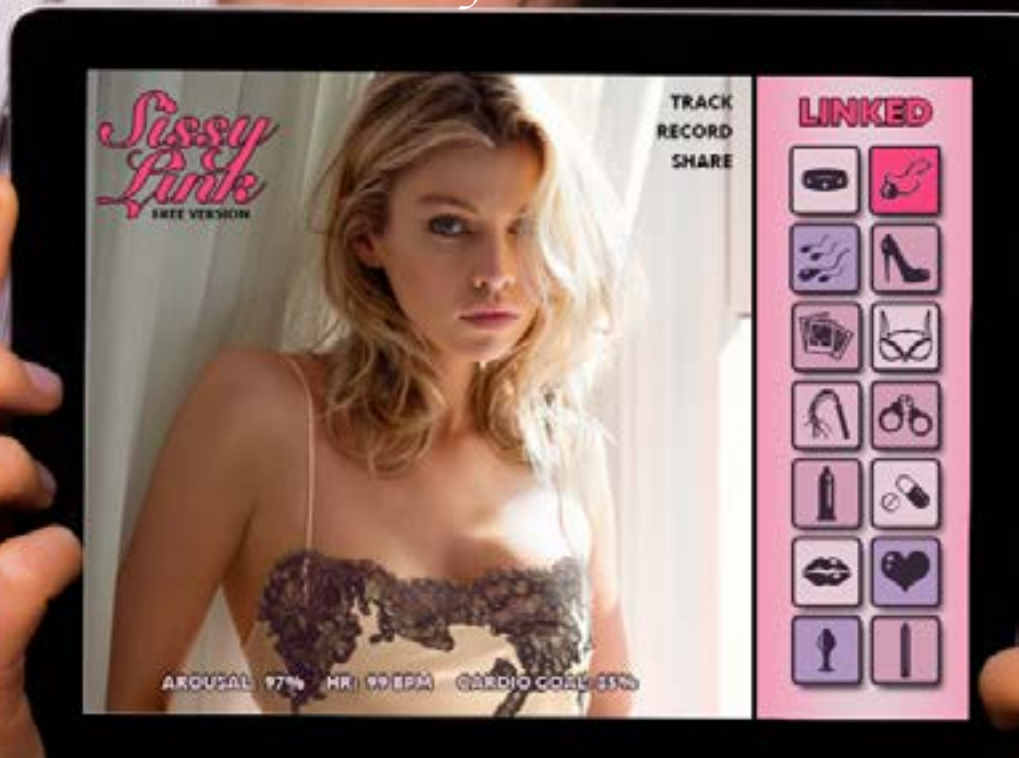 Sissy
Link
FREE VERSION
TRACK
RECORD
SHARE
LINKED
AROUSAL: 97% HR: 99 BPM CARDIO GOAL: 35%